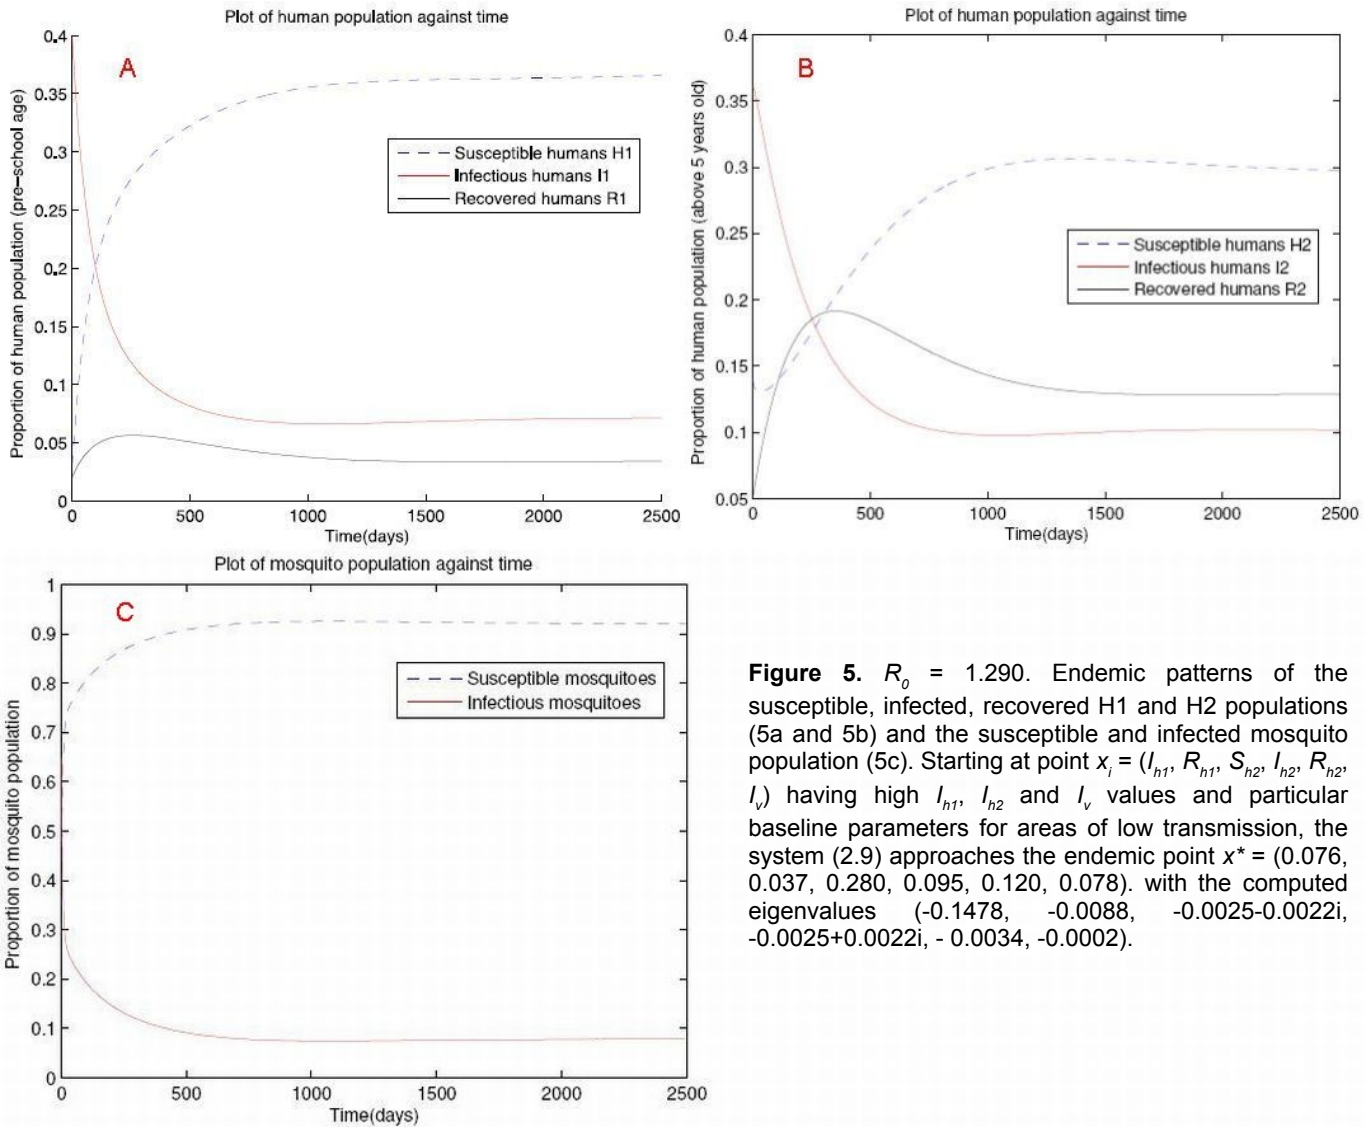 Plot of human population against time
A
Proportion of human population (pre−school age)
0.4
0.35
0.3
0.25
0.2
0.15
0.1
0.05
0
Susceptible humans H1
Infectious humans I1
Recovered humans R1
0 500 1000 1500 2000 2500
Time(days)
Plot of human population against time
B
Proportion of human population (above 5 years old)
0.4
0.35
0.3
0.25
0.2
0.15
0.1
0.05
Susceptible humans H2
Infectious humans I2
Recovered humans R2
0 500 1000 1500 2000 2500
Time(days)
Plot of mosquito population against time
C
Proportion of mosquito population
1
0.9
0.8
0.7
0.6
0.5
0.4
0.3
0.2
0.1
0
Susceptible mosquitoes
Infectious mosquitoes
0 500 1000 1500 2000 2500
Time(days)
Figure 5. R0 = 1.290. Endemic patterns of the
susceptible, infected, recovered H1 and H2 populations
(5a and 5b) and the susceptible and infected mosquito
population (5c). Starting at point xi = (Ih1, Rh1, Sh2, Ih2, Rh2,
Iv) having high Ih1, Ih2 and Iv values and particular
baseline parameters for areas of low transmission, the
system (2.9) approaches the endemic point x* = (0.076,
0.037, 0.280, 0.095, 0.120, 0.078). with the computed
eigenvalues (-0.1478, -0.0088, -0.0025-0.0022i,
-0.0025+0.0022i, - 0.0034, -0.0002).